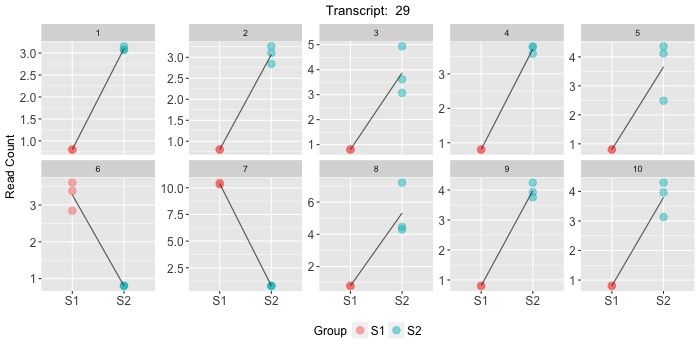 Transcript: 29
1 2 3 4 5
3.0 2.5 2.0 1.5 1.0
3.0 2.5 2.0 1.5 1.0
5 4 3 2 1
3 2 1
5 4 3 2 1
Read Count
6 7 8 9 10
3 2 1
10.0 7.5 5.0 2.5
6 4 2
4 3 2 1
4 3 2 1
S1 S2 S1 S2 S1 S2 S1 S2 S1 S2
Group S1 S2